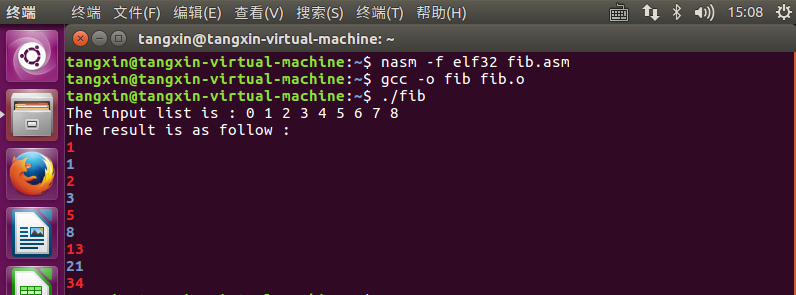 终端 终端 文件(F) 编辑(E) 查看(V) 搜索(S) 终端(T) 帮助(H) 15:08
tangxin@tangxin-virtual-machine: ~
tangxin@tangxin-virtual-machine:~$ nasm -f elf32 fib.asm
tangxin@tangxin-virtual-machine:~$ gcc -o fib fib.o
tangxin@tangxin-virtual-machine:~$ ./fib
The input list is : 0 1 2 3 4 5 6 7 8
The result is as follow :
1
1
2
3
5
8
13
21
34